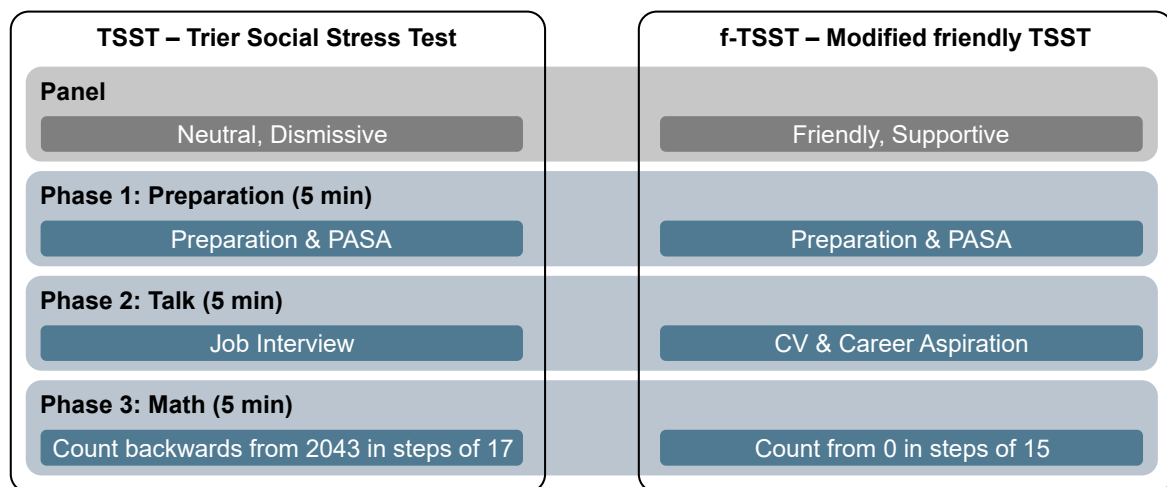 TSST – Trier Social Stress Test
f-TSST – Modified friendly TSST
Panel
Neutral, Dismissive
Friendly, Supportive
Phase 1: Preparation (5 min)
Preparation & PASA
Preparation & PASA
Phase 2: Talk (5 min)
Job Interview
CV & Career Aspiration
Phase 3: Math (5 min)
Count backwards from 2043 in steps of 17
Count from 0 in steps of 15